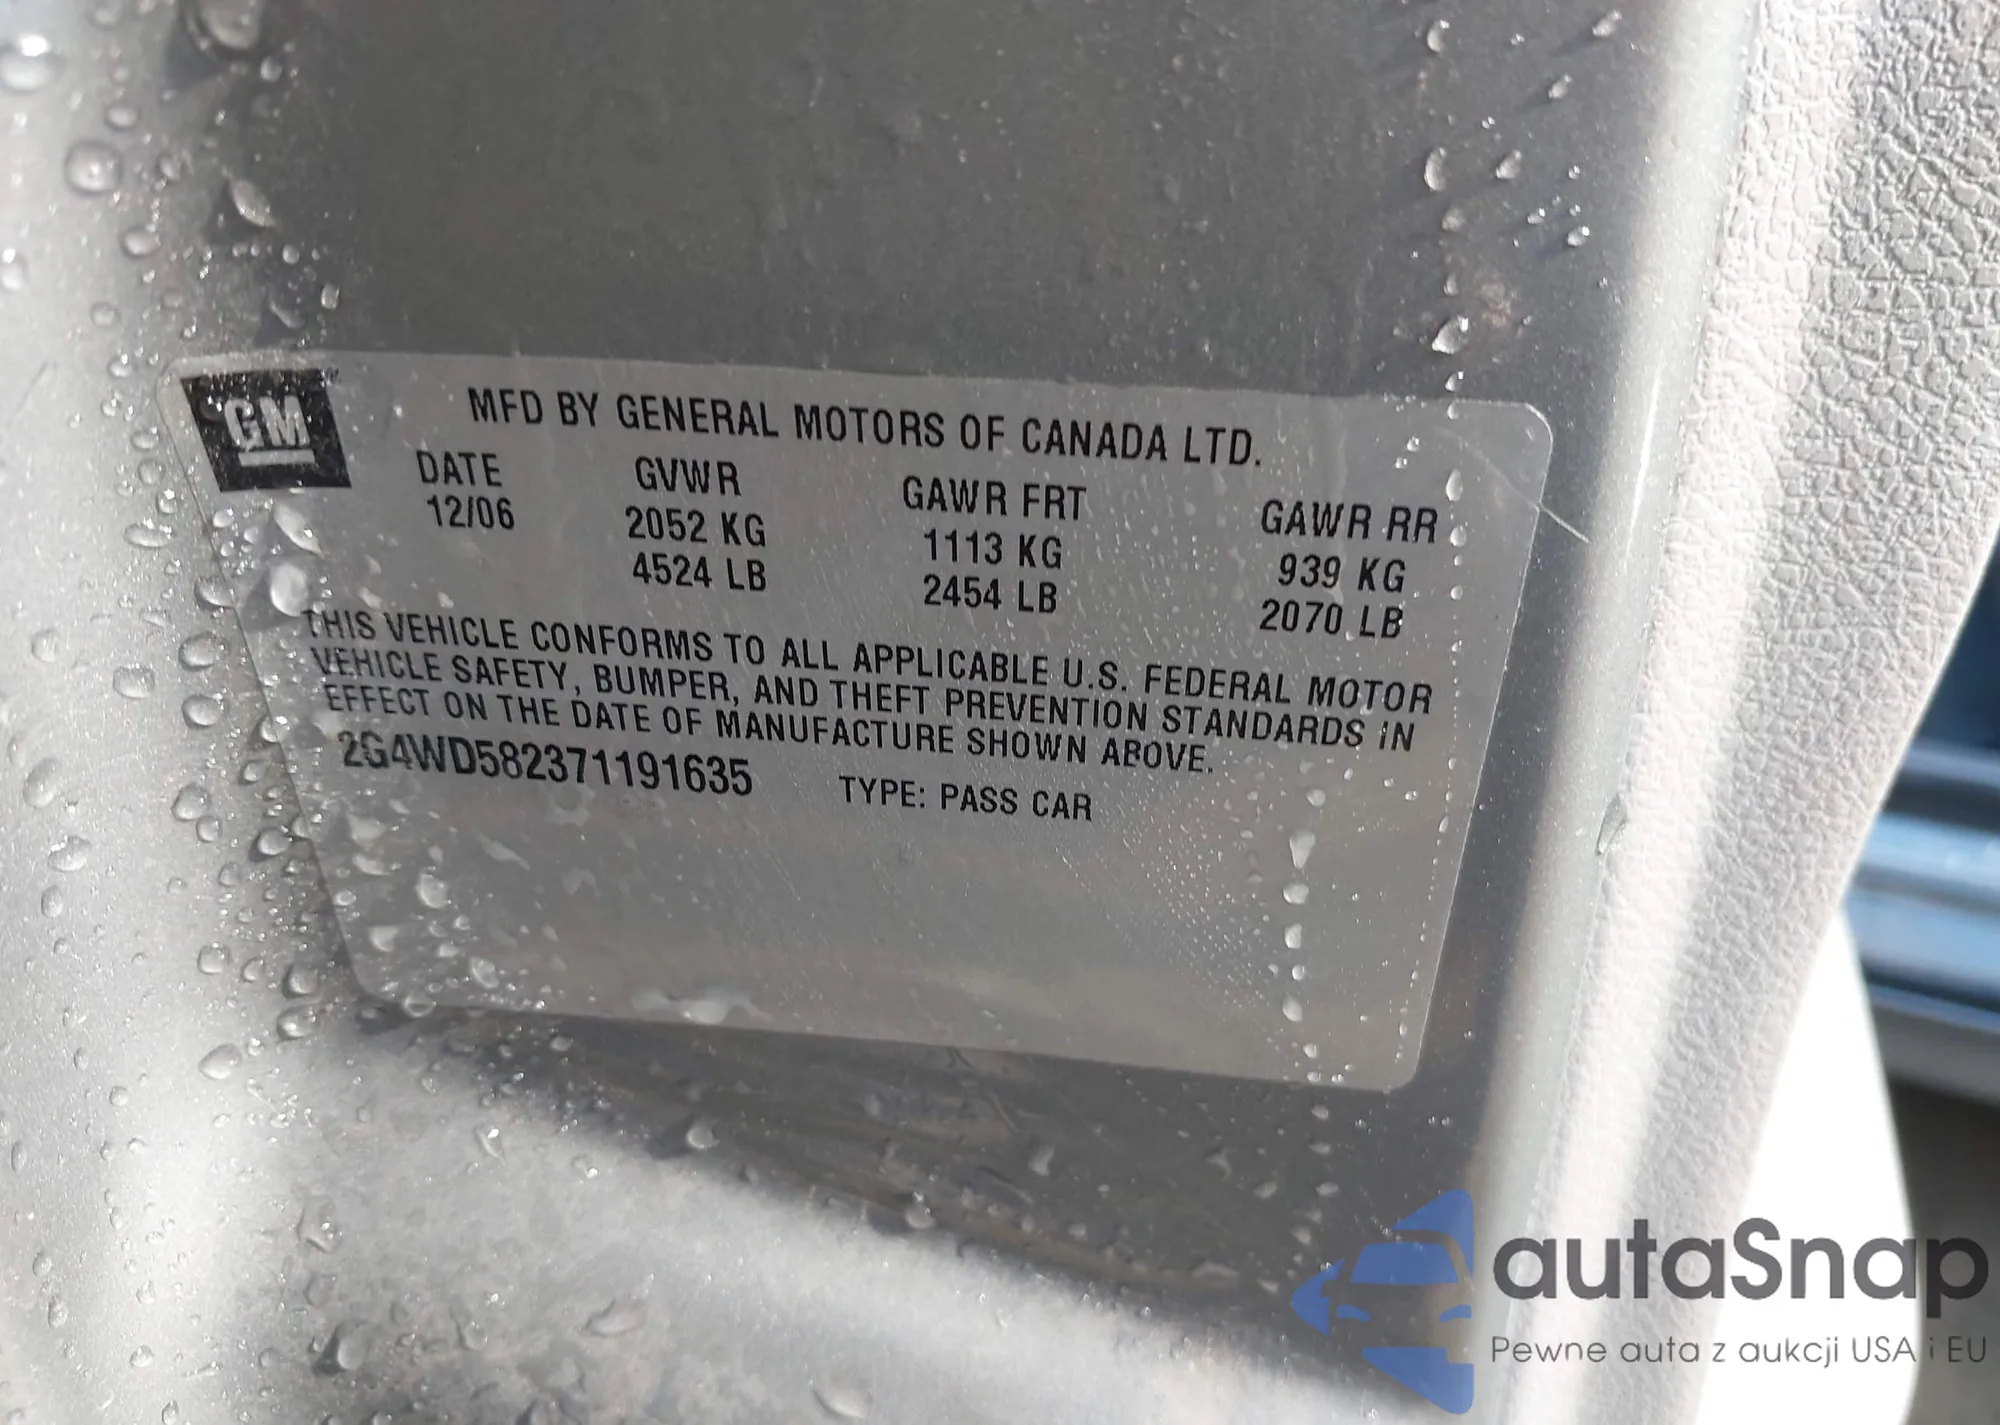 GM
MFD BY GENERAL MOTORS OF CANADA LTD.
DATE GVWR GAWR FRT GAWR RR
12/06 2052 KG 1113 KG 939 KG
4524 LB 2454 LB 2070 LB
THIS VEHICLE CONFORMS TO ALL APPLICABLE U.S. FEDERAL MOTOR
VEHICLE SAFETY, BUMPER, AND THEFT PREVENTION STANDARDS IN
EFFECT ON THE DATE OF MANUFACTURE SHOWN ABOVE.
2G4WD582371191635 TYPE: PASS CAR
autaSnap
Pewne auta z aukcji USA i EU